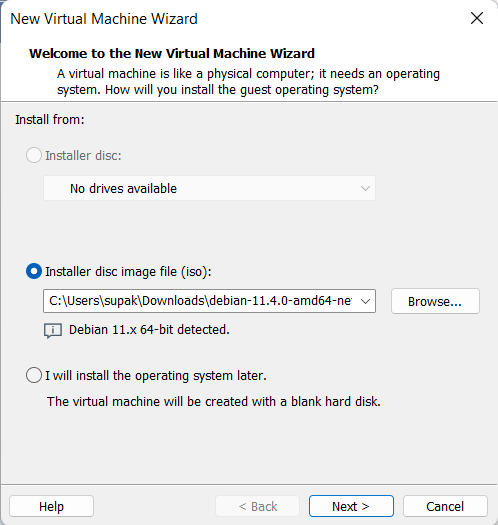 New Virtual Machine Wizard
Welcome to the New Virtual Machine Wizard
A virtual machine is like a physical computer; it needs an operating
system. How will you install the guest operating system?
Install from:
Installer disc:
No drives available
Installer disc image file (iso):
C:\Users\supak\Downloads\debian-11.4.0-amd64-ne
Browse...
Debian 11.x 64-bit detected.
I will install the operating system later.
The virtual machine will be created with a blank hard disk.
Help
< Back
Next >
Cancel